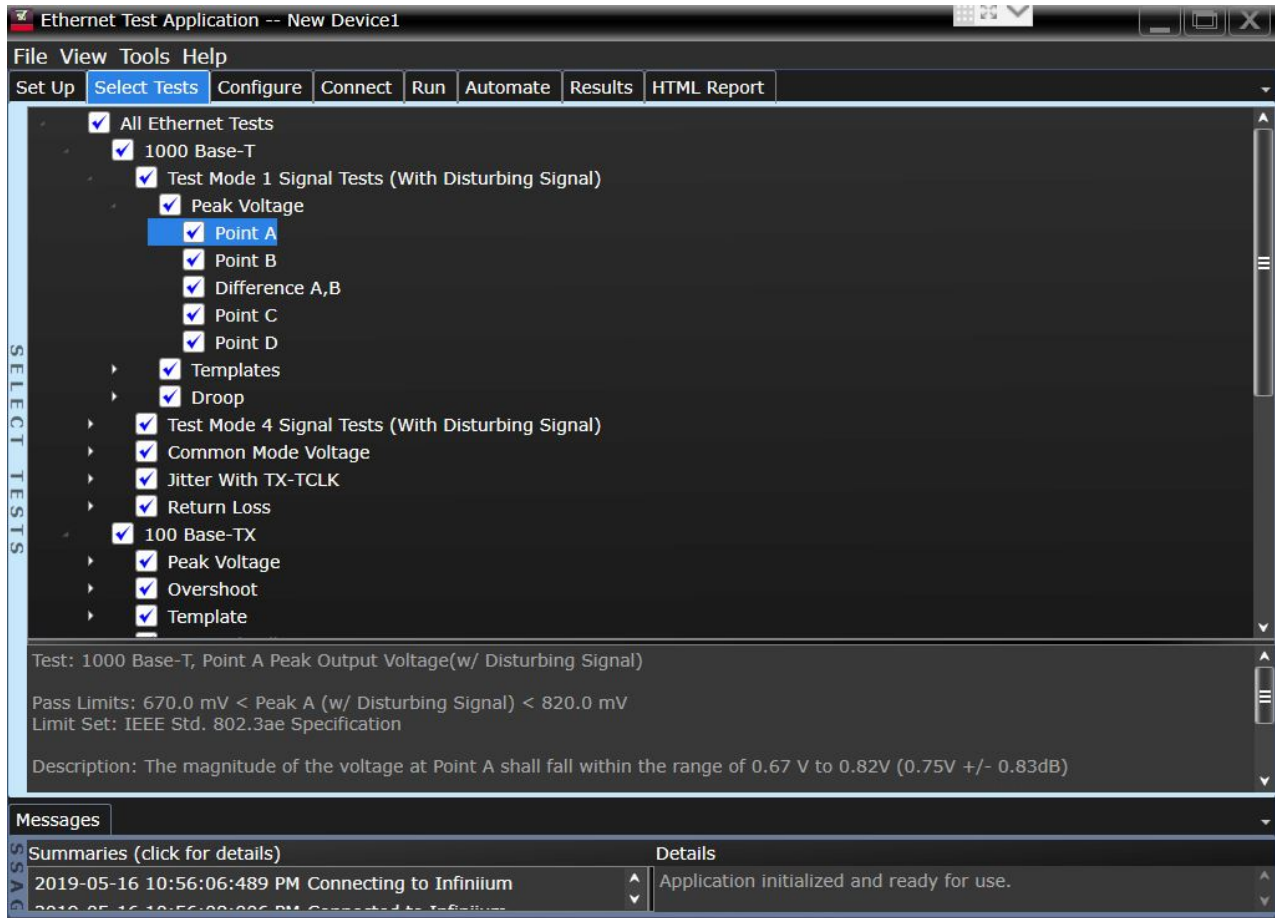 Ethernet Test Application -- New Device1
File View Tools Help
Set Up Select Tests Configure Connect Run Automate Results HTML Report
All Ethernet Tests
1000 Base-T
Test Mode 1 Signal Tests (With Disturbing Signal)
Peak Voltage
Point A
Point B
Difference A,B
Point C
Point D
Templates
Droop
Test Mode 4 Signal Tests (With Disturbing Signal)
Common Mode Voltage
Jitter With TX-TCLK
Return Loss
100 Base-TX
Peak Voltage
Overshoot
Template
SELECT TESTS
Test: 1000 Base-T, Point A Peak Output Voltage(w/ Disturbing Signal)
Pass Limits: 670.0 mV < Peak A (w/ Disturbing Signal) < 820.0 mV
Limit Set: IEEE Std. 802.3ae Specification
Description: The magnitude of the voltage at Point A shall fall within the range of 0.67 V to 0.82V (0.75V +/- 0.83dB)
Messages
Summaries (click for details) Details
2019-05-16 10:56:06:489 PM Connecting to Infiniium Application initialized and ready for use.